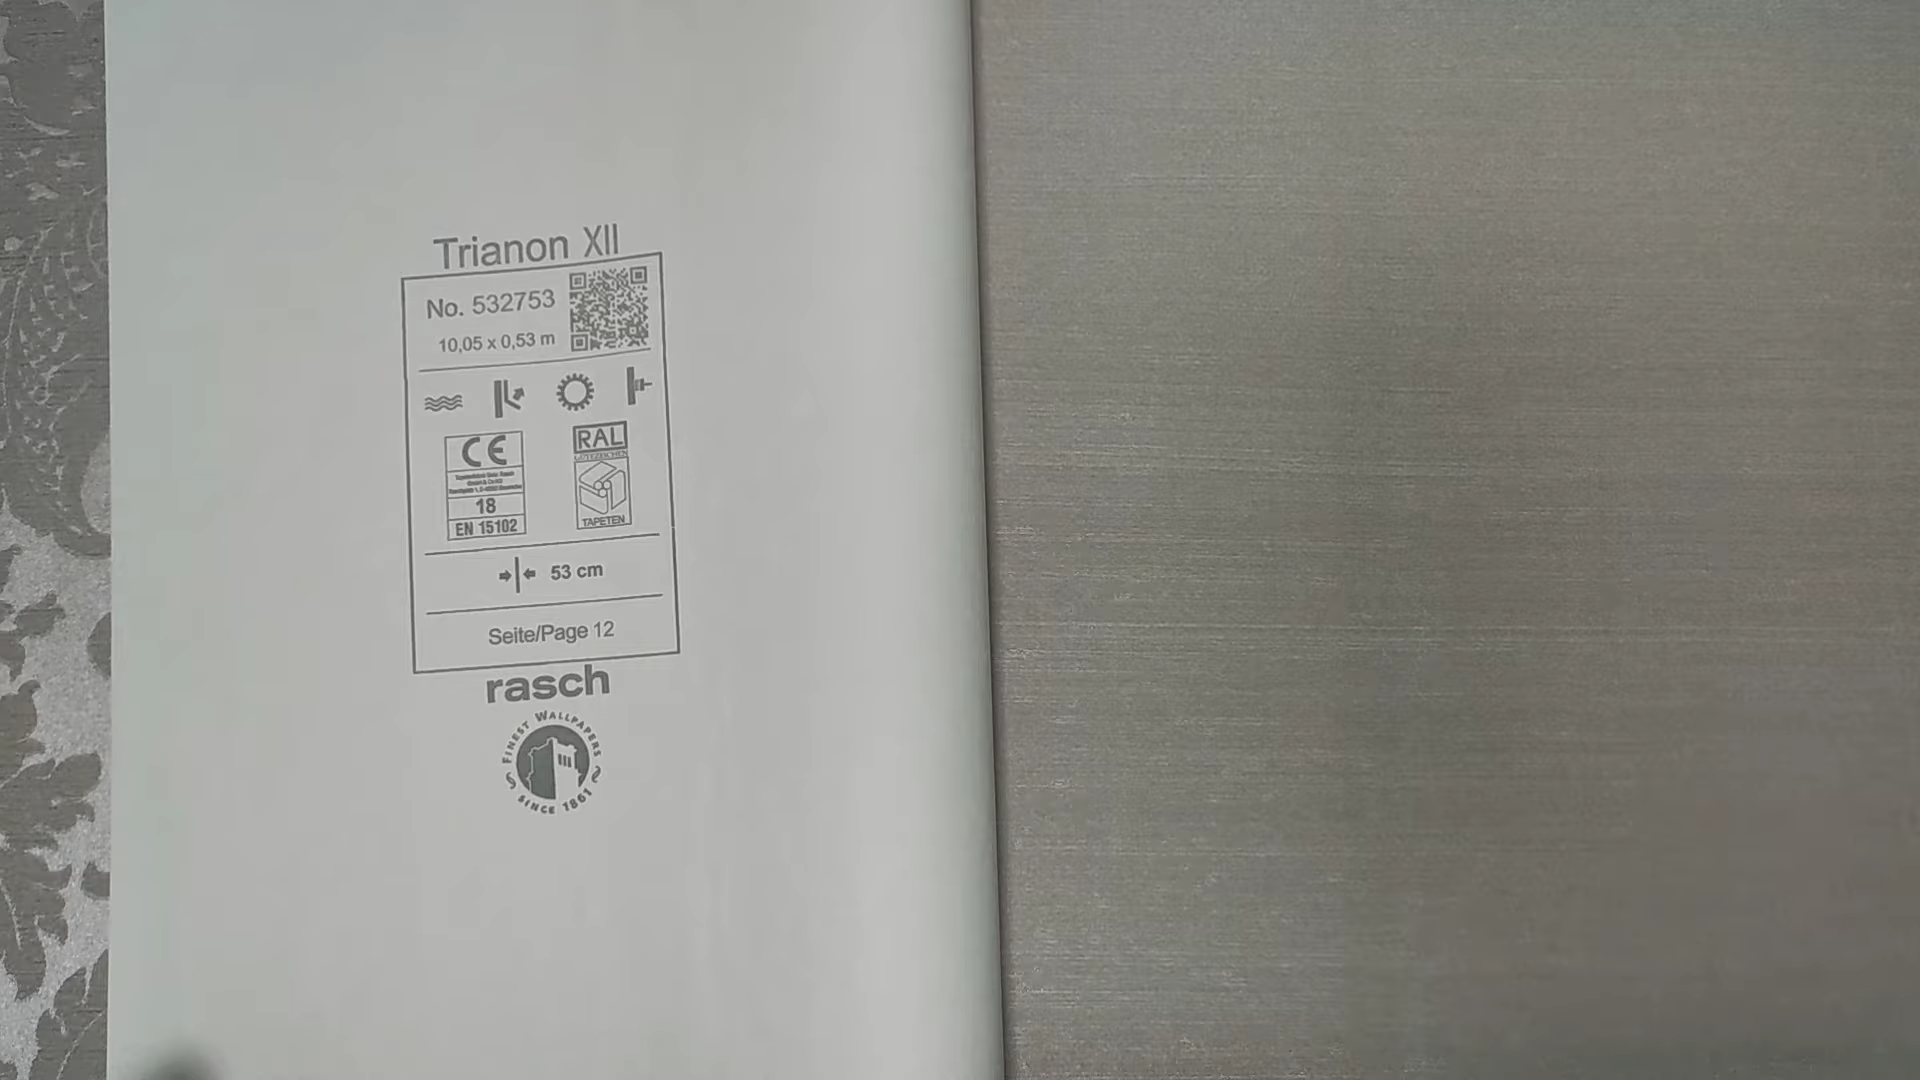 Trianon XII
No. 532753
10,05 x 0,53 m
CE
18
EN 15102
RAL
GÜTEZEICHEN
TAPETEN
53 cm
Seite/Page 12
rasch
FINEST WALLPAPERS
SINCE 1861